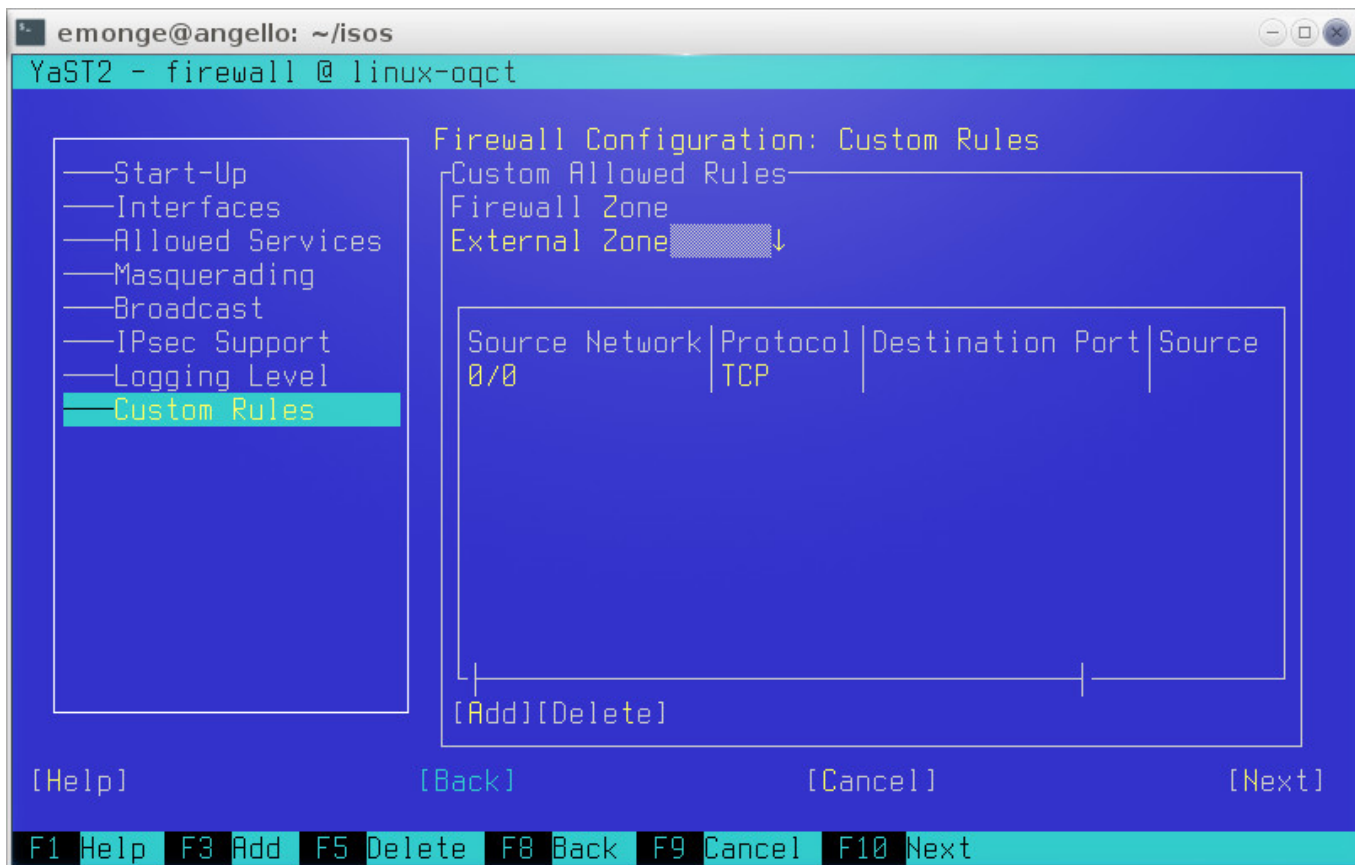 emonge@angello: ~/isos
YaST2 - firewall @ linux-oqct
Start-Up
Interfaces
Allowed Services
Masquerading
Broadcast
IPsec Support
Logging Level
Custom Rules
Firewall Configuration: Custom Rules
Custom Allowed Rules
Firewall Zone
External Zone
Source Network|Protocol|Destination Port|Source
0/0 TCP
[Add][Delete]
[Help] [Back] [Cancel] [Next]
F1 Help F3 Add F5 Delete F8 Back F9 Cancel F10 Next